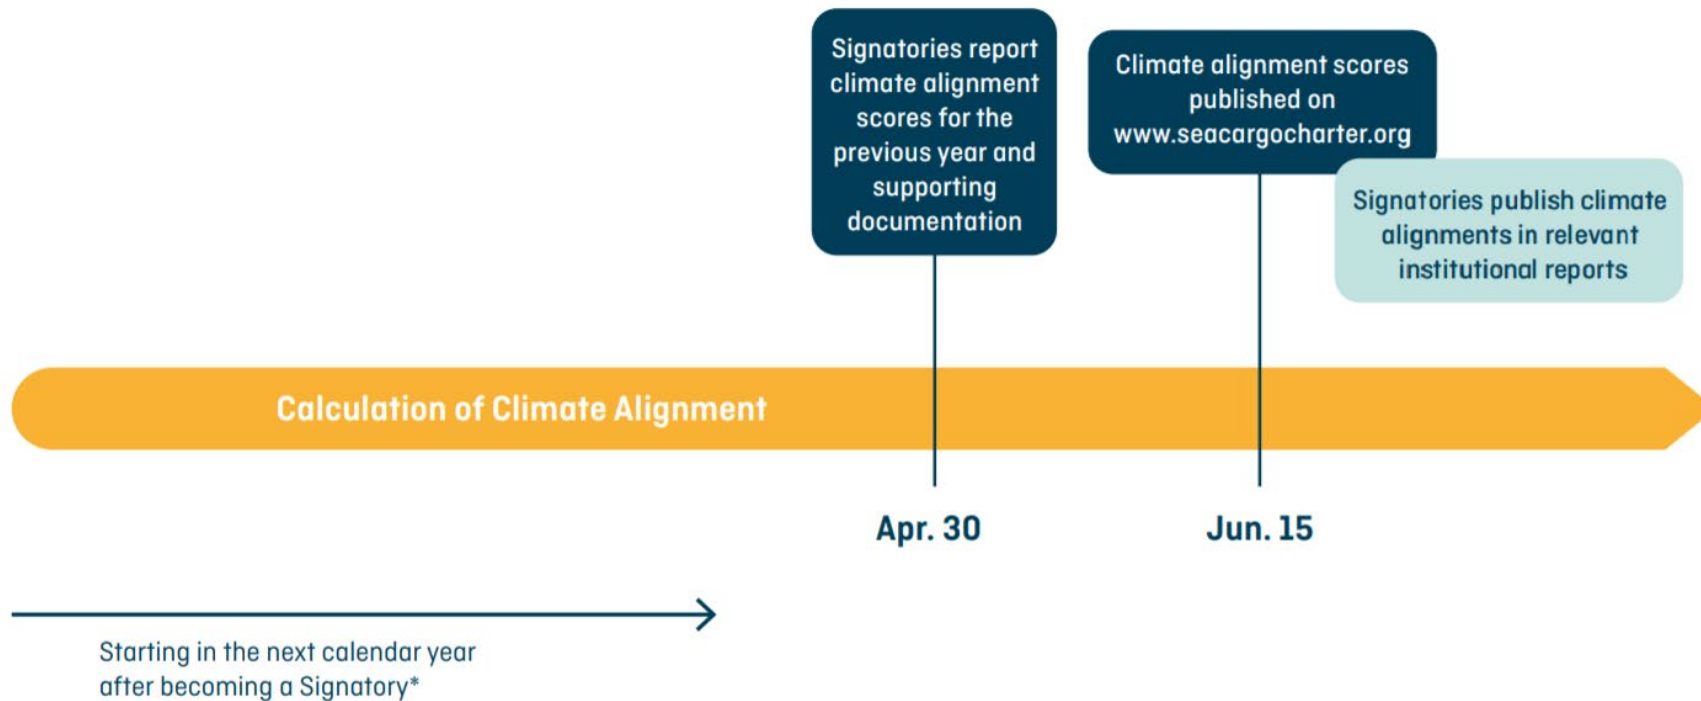 Signatories report
climate alignment
scores for the
previous year and
supporting
documentation
Climate alignment scores
published on
www.seacargocharter.org
Signatories publish climate
alignments in relevant
institutional reports
Calculation of Climate Alignment
Apr. 30
Jun. 15
Starting in the next calendar year
after becoming a Signatory*